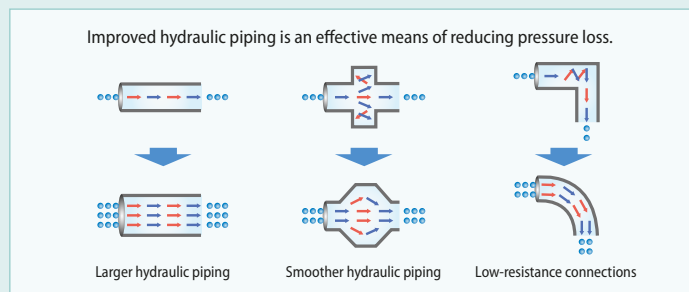 Improved hydraulic piping is an effective means of reducing pressure loss.
Larger hydraulic piping
Smoother hydraulic piping
Low-resistance connections